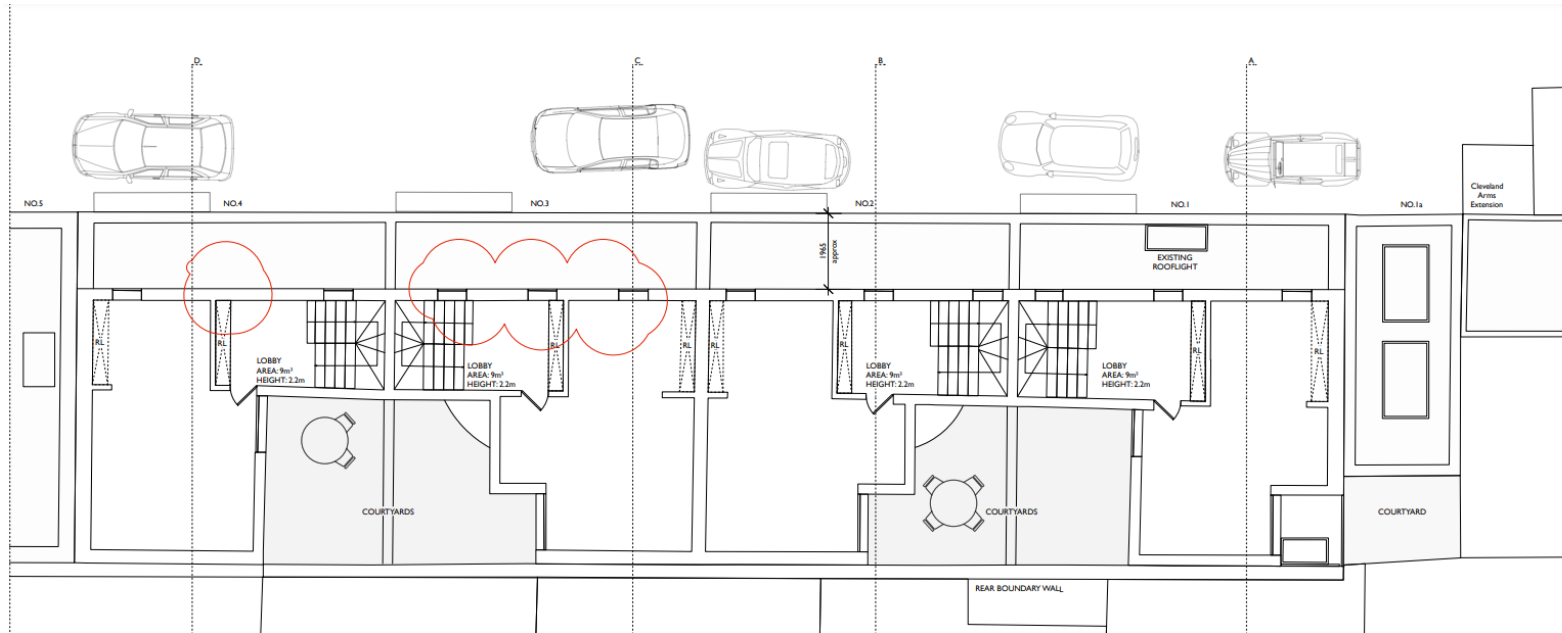 D
C
B
A
NO.5
NO.4
NO.3
NO.2
NO.1
NO.1a
Cleveland
Arms
Extension
1965
approx
EXISTING
ROOFLIGHT
RL
RL
RL
RL
RL
RL
RL
RL
LOBBY
AREA: 9m²
HEIGHT: 2.2m
LOBBY
AREA: 9m²
HEIGHT: 2.2m
LOBBY
AREA: 9m²
HEIGHT: 2.2m
LOBBY
AREA: 9m²
HEIGHT: 2.2m
COURTYARDS
COURTYARDS
COURTYARD
REAR BOUNDARY WALL